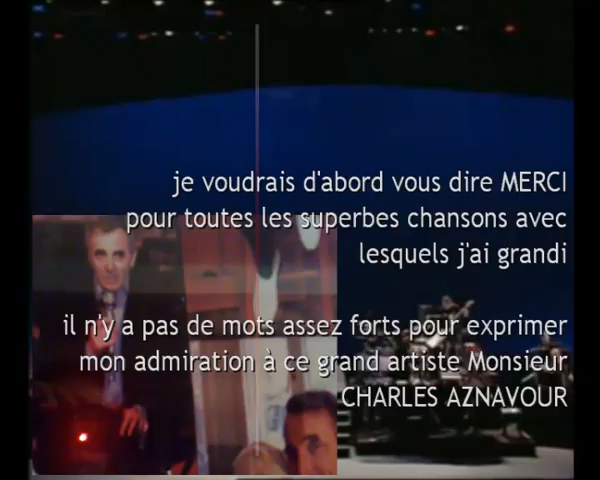 je voudrais d'abord vous dire MERCI
pour toutes les superbes chansons avec
lesquels j'ai grandi
il n'y a pas de mots assez forts pour exprimer
mon admiration à ce grand artiste Monsieur
CHARLES AZNAVOUR